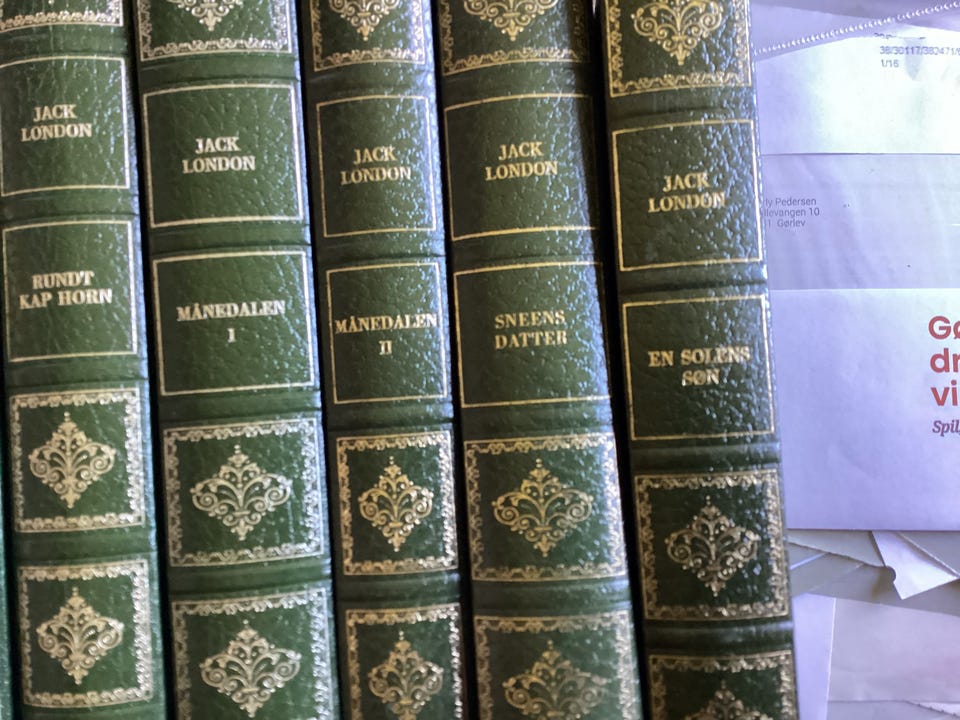 JACK
LONDON
RUNDT
KAP HORN
JACK
LONDON
MÅNEDALEN
I
JACK
LONDON
MÅNEDALEN
II
JACK
LONDON
SNEENS
DATTER
JACK
LONDON
EN SOLENS
SØN
1/16
Pedersen
10
Gørlev